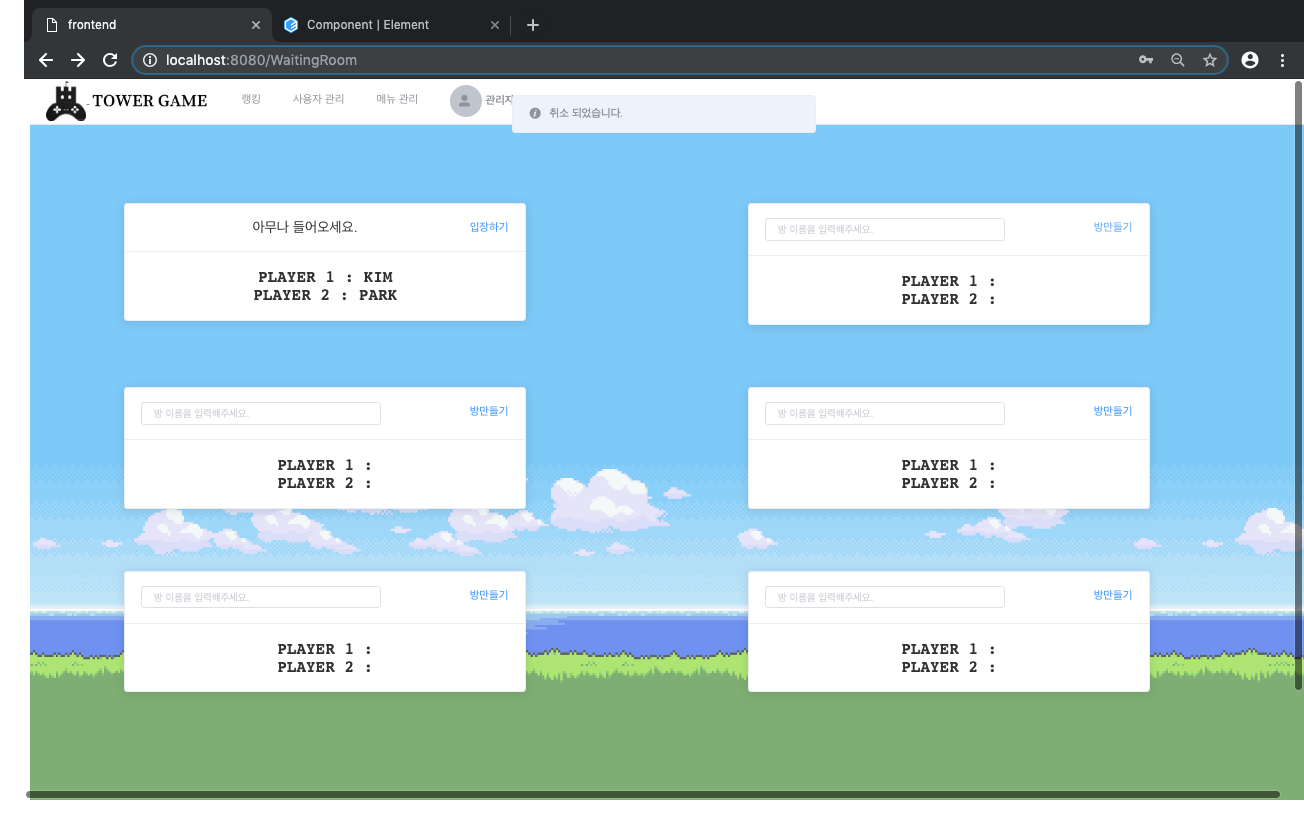 frontend
Component | Element
localhost:8080/WaitingRoom
TOWER GAME
랭킹
사용자 관리
메뉴 관리
관리자
취소 되었습니다.
아무나 들어오세요.
입장하기
PLAYER 1 : KIM
PLAYER 2 : PARK
방 이름을 입력해주세요.
방만들기
PLAYER 1 :
PLAYER 2 :
방 이름을 입력해주세요.
방만들기
PLAYER 1 :
PLAYER 2 :
방 이름을 입력해주세요.
방만들기
PLAYER 1 :
PLAYER 2 :
방 이름을 입력해주세요.
방만들기
PLAYER 1 :
PLAYER 2 :
방 이름을 입력해주세요.
방만들기
PLAYER 1 :
PLAYER 2 :